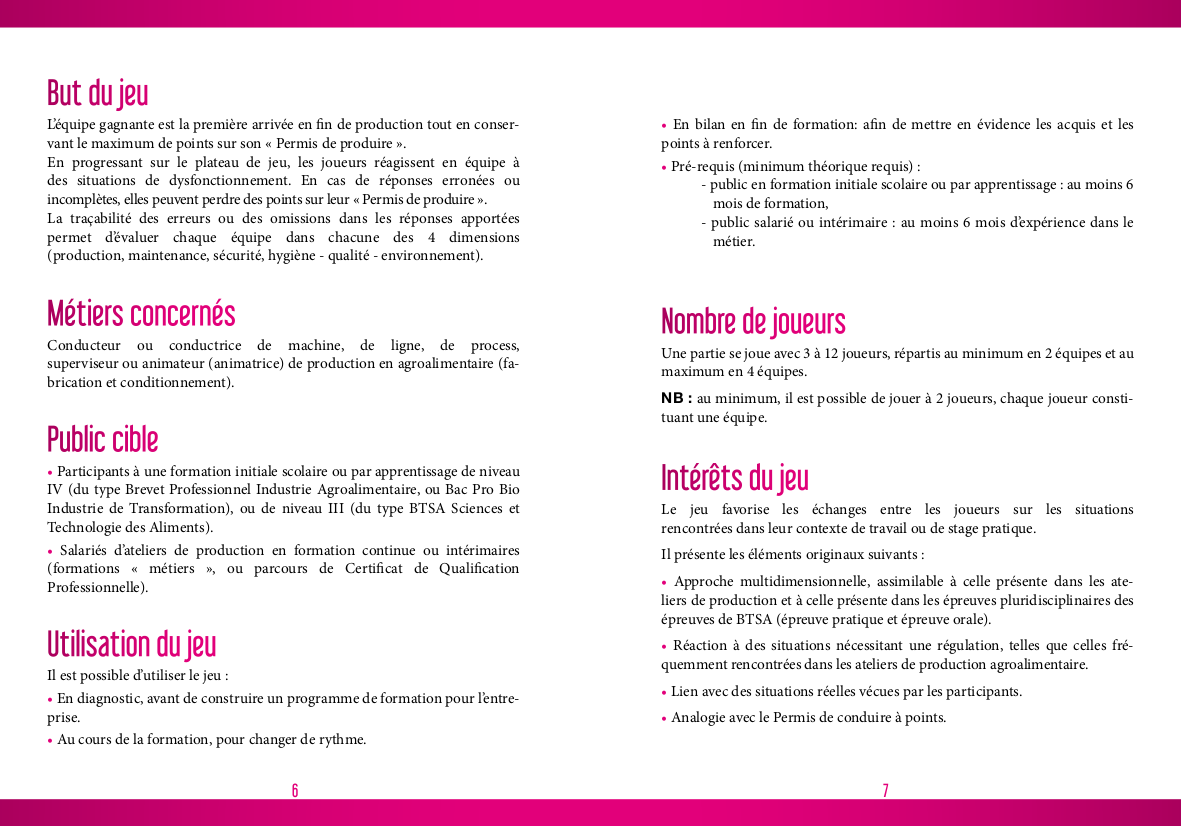 But du jeu
L’équipe gagnante est la première arrivée en fin de production tout en conser-
vant le maximum de points sur son « Permis de produire ».
En progressant sur le plateau de jeu, les joueurs réagissent en équipe à
des situations de dysfonctionnement. En cas de réponses erronées ou
incomplètes, elles peuvent perdre des points sur leur « Permis de produire ».
La traçabilité des erreurs ou des omissions dans les réponses apportées
permet d’évaluer chaque équipe dans chacune des 4 dimensions
(production, maintenance, sécurité, hygiène - qualité - environnement).
Métiers concernés
Conducteur ou conductrice de machine, de ligne, de process,
superviseur ou animateur (animatrice) de production en agroalimentaire (fa-
brication et conditionnement).
Public cible
• Participants à une formation initiale scolaire ou par apprentissage de niveau
IV (du type Brevet Professionnel Industrie Agroalimentaire, ou Bac Pro Bio
Industrie de Transformation), ou de niveau III (du type BTSA Sciences et
Technologie des Aliments).
• Salariés d’ateliers de production en formation continue ou intérimaires
(formations « métiers », ou parcours de Certificat de Qualification
Professionnelle).
Utilisation du jeu
Il est possible d’utiliser le jeu :
• En diagnostic, avant de construire un programme de formation pour l’entre-
prise.
• Au cours de la formation, pour changer de rythme.
6
• En bilan en fin de formation: afin de mettre en évidence les acquis et les
points à renforcer.
• Pré-requis (minimum théorique requis) :
- public en formation initiale scolaire ou par apprentissage : au moins 6
mois de formation,
- public salarié ou intérimaire : au moins 6 mois d’expérience dans le
métier.
Nombre de joueurs
Une partie se joue avec 3 à 12 joueurs, répartis au minimum en 2 équipes et au
maximum en 4 équipes.
NB : au minimum, il est possible de jouer à 2 joueurs, chaque joueur consti-
tuant une équipe.
Intérêts du jeu
Le jeu favorise les échanges entre les joueurs sur les situations
rencontrées dans leur contexte de travail ou de stage pratique.
Il présente les éléments originaux suivants :
• Approche multidimensionnelle, assimilable à celle présente dans les ate-
liers de production et à celle présente dans les épreuves pluridisciplinaires des
épreuves de BTSA (épreuve pratique et épreuve orale).
• Réaction à des situations nécessitant une régulation, telles que celles fré-
quemment rencontrées dans les ateliers de production agroalimentaire.
• Lien avec des situations réelles vécues par les participants.
• Analogie avec le Permis de conduire à points.
7